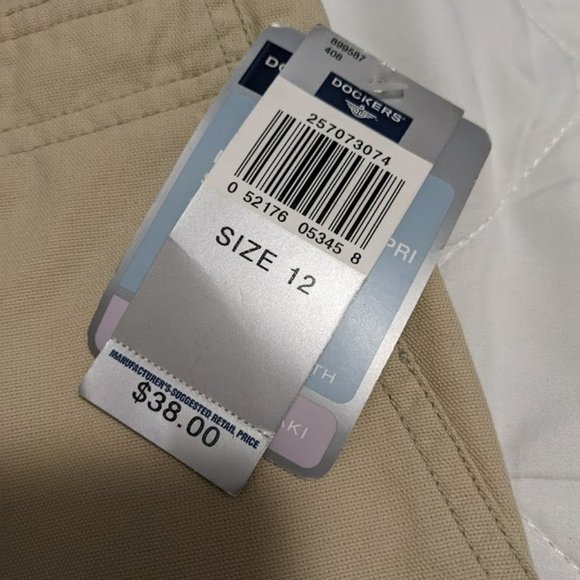 899587
408
DOCKERS
257073074
0 52176 05345 8
SIZE 12
MANUFACTURER'S SUGGESTED RETAIL PRICE
$38.00
DO
PRI
TH
AKI